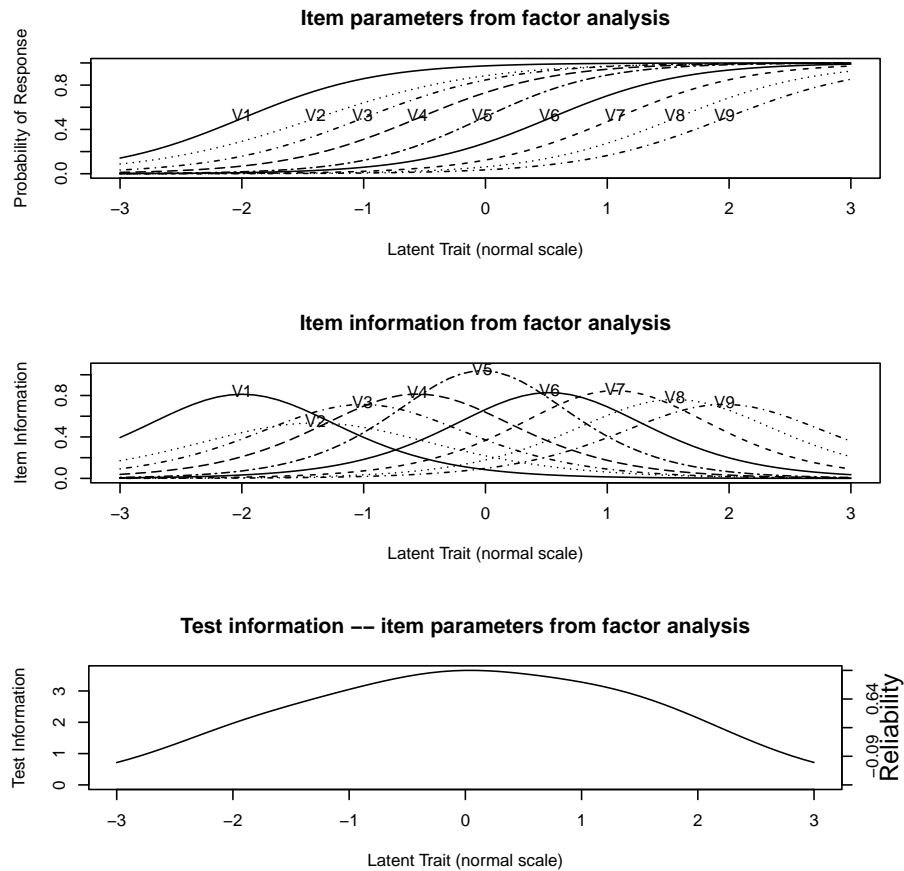 Item parameters from factor analysis
Probability of Response
0.0 0.4 0.8
V1 V2 V3 V4 V5 V6 V7 V8 V9
−3 −2 −1 0 1 2 3
Latent Trait (normal scale)
Item information from factor analysis
Item Information
0.0 0.4 0.8
V1 V2 V3 V4 V5 V6 V7 V8 V9
−3 −2 −1 0 1 2 3
Latent Trait (normal scale)
Test information −− item parameters from factor analysis
Test Information
0 1 2 3
−0.09 0.64
Reliability
−3 −2 −1 0 1 2 3
Latent Trait (normal scale)